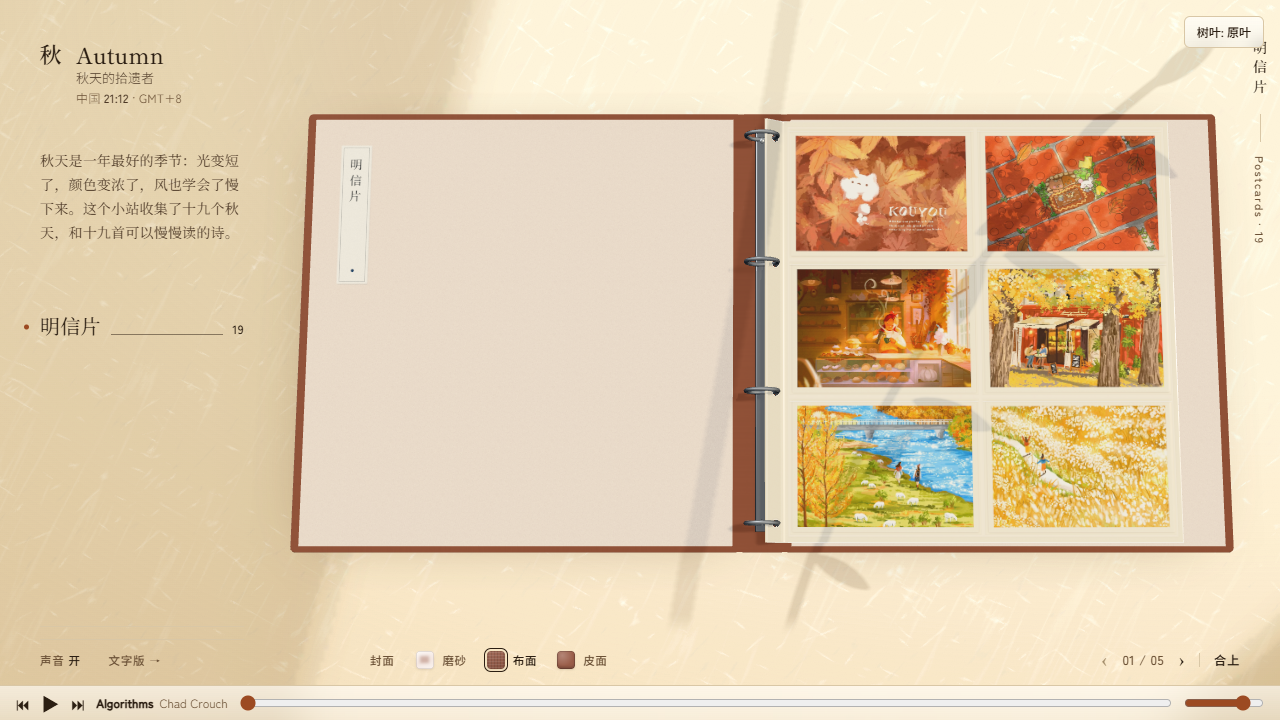 秋 Autumn
秋天的拾遗者
中国 21:12 · GMT+8
秋天是一年最好的季节：光变短
了，颜色变浓了，风也学会了慢
下来。这个小站收集了十九个秋
天，和十九首可以慢慢读的诗。
明信片 19
明信片
KOUYOU
树叶: 原叶
明信片
Postcards · 19
声音 开
文字版 →
封面
磨砂
布面
皮面
‹ 01 / 05 ›
合上
Algorithms Chad Crouch